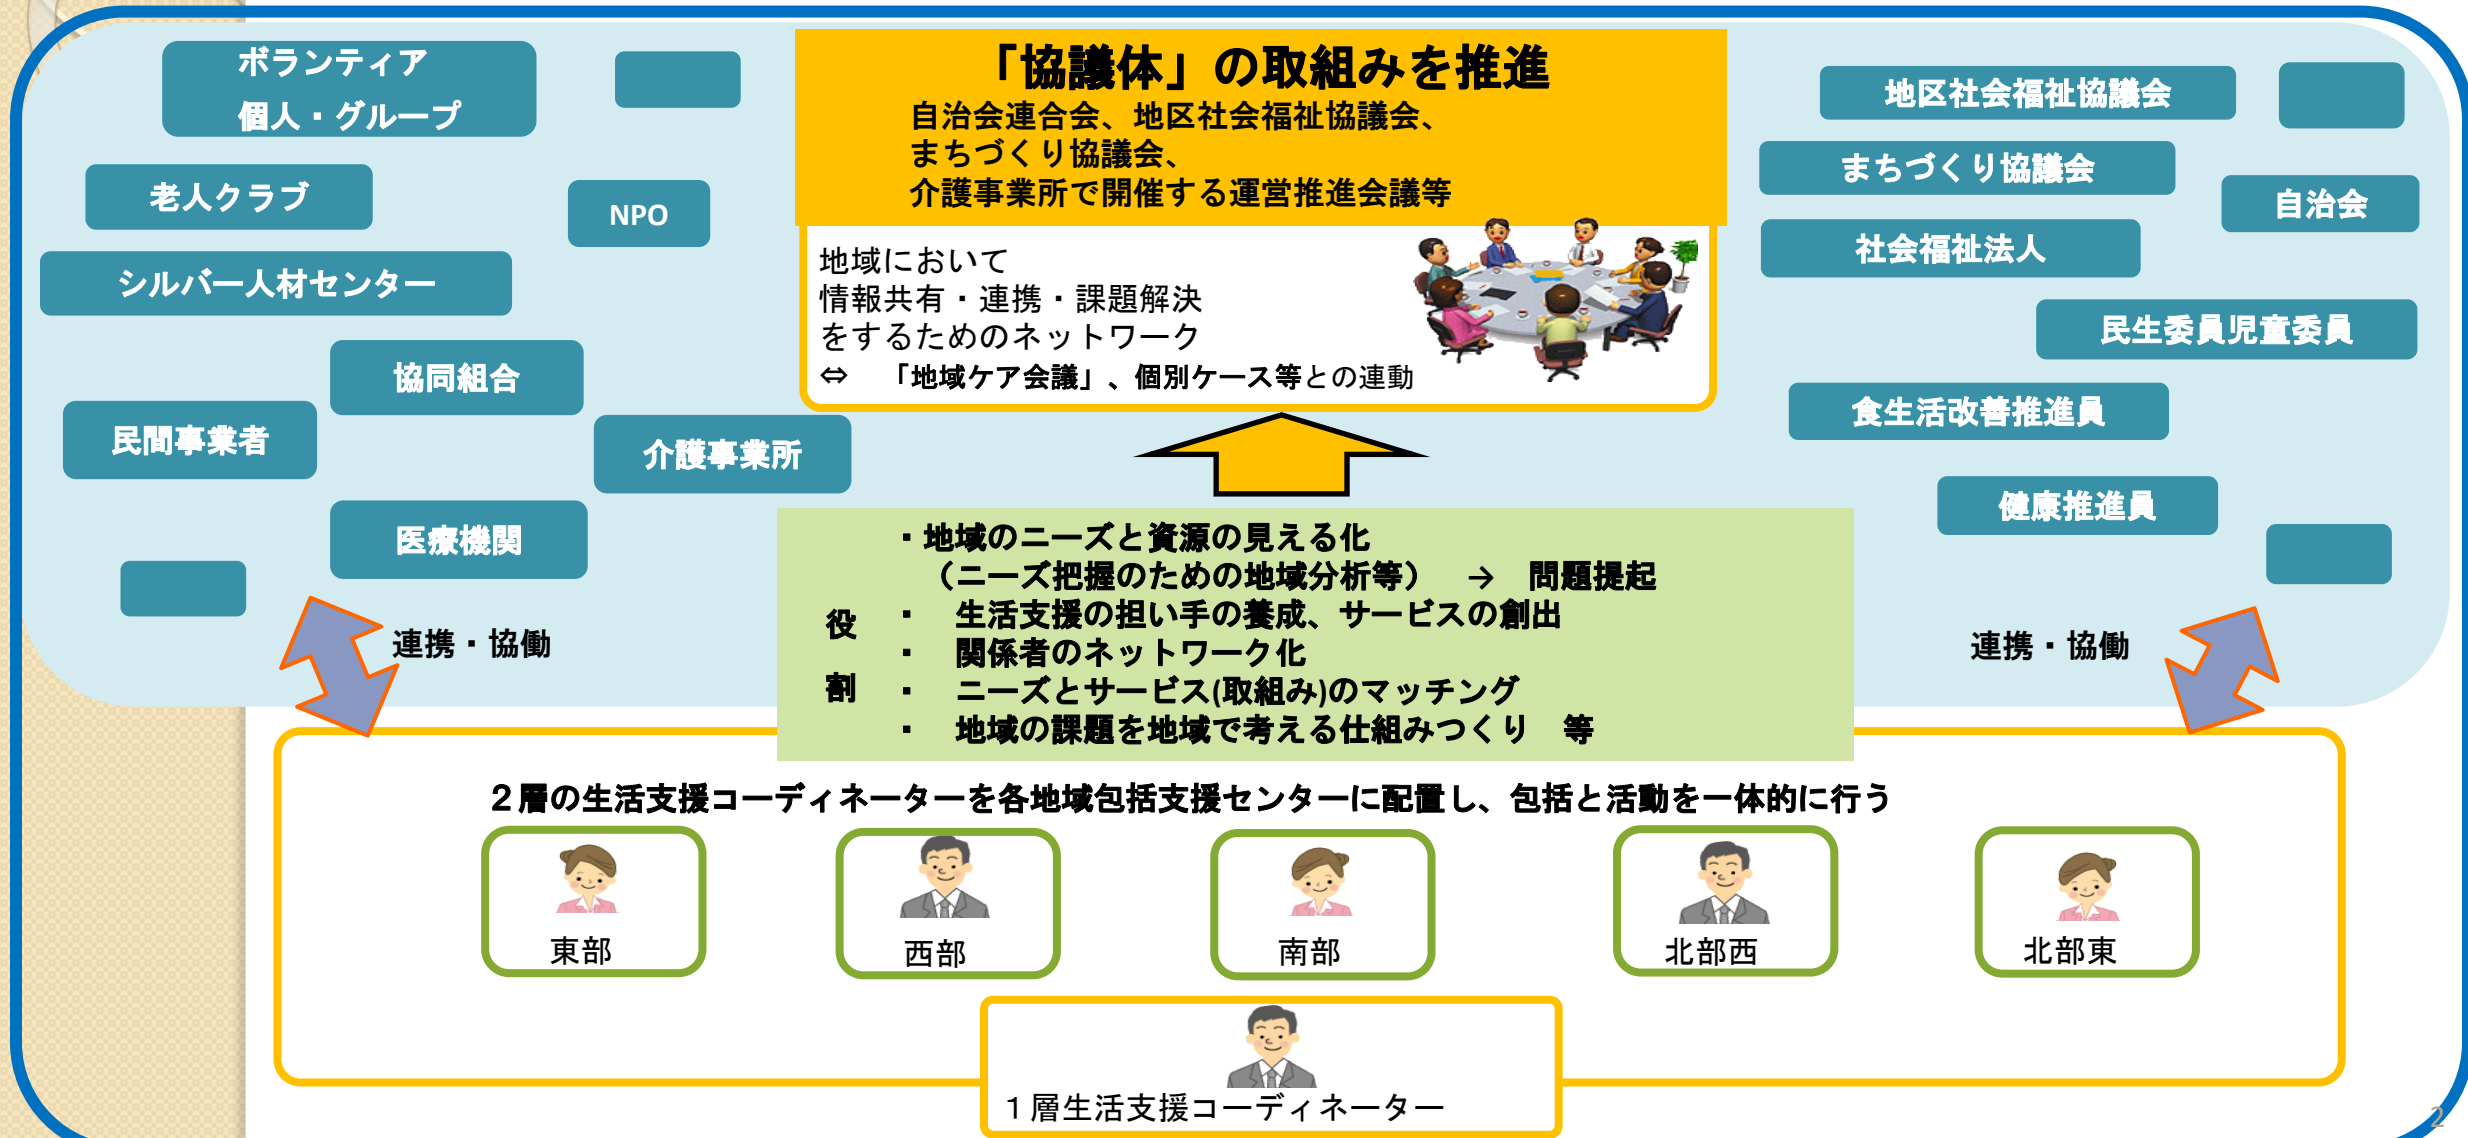 ボランティア
個人・グループ
老人クラブ
NPO
シルバー人材センター
協同組合
民間事業者
介護事業所
医療機関
連携・協働
「協議体」の取組みを推進
自治会連合会、地区社会福祉協議会、
まちづくり協議会、
介護事業所で開催する運営推進会議等
地域において
情報共有・連携・課題解決
をするためのネットワーク
⇔ 「地域ケア会議」、個別ケース等との連動
地区社会福祉協議会
まちづくり協議会
自治会
社会福祉法人
民生委員児童委員
食生活改善推進員
健康推進員
連携・協働
役割
・地域のニーズと資源の見える化
（ニーズ把握のための地域分析等） → 問題提起
・ 生活支援の担い手の養成、サービスの創出
・ 関係者のネットワーク化
・ ニーズとサービス(取組み)のマッチング
・ 地域の課題を地域で考える仕組みつくり 等
２層の生活支援コーディネーターを各地域包括支援センターに配置し、包括と活動を一体的に行う
東部
西部
南部
北部西
北部東
１層生活支援コーディネーター
2